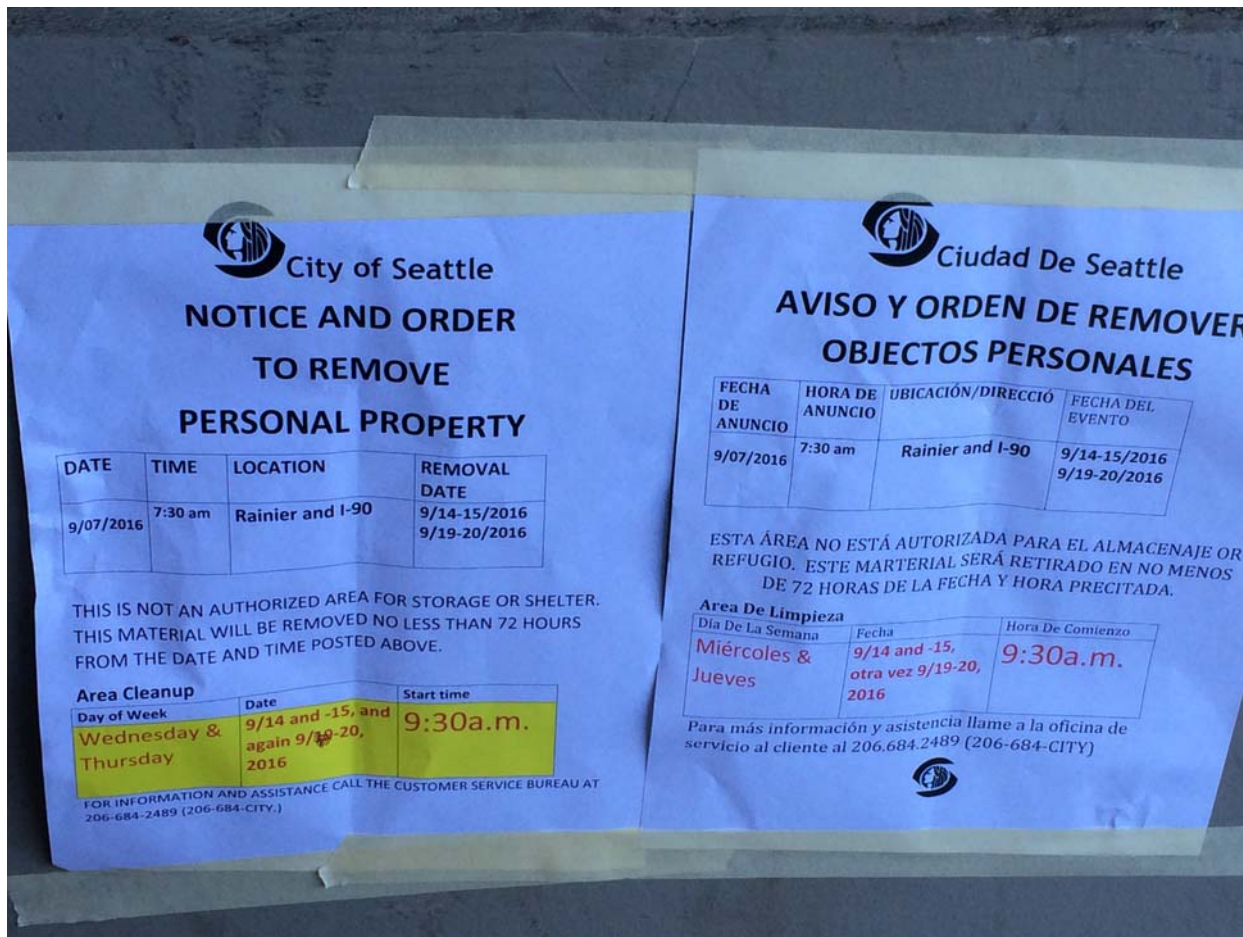 City of Seattle
NOTICE AND ORDER
TO REMOVE
PERSONAL PROPERTY
DATE TIME LOCATION REMOVAL DATE
9/07/2016 7:30 am Rainier and I-90 9/14-15/2016
9/19-20/2016
THIS IS NOT AN AUTHORIZED AREA FOR STORAGE OR SHELTER.
THIS MATERIAL WILL BE REMOVED NO LESS THAN 72 HOURS
FROM THE DATE AND TIME POSTED ABOVE.
Area Cleanup
Day of Week Date Start time
Wednesday & 9/14 and -15, and 9:30a.m.
Thursday again 9/19-20,
2016
FOR INFORMATION AND ASSISTANCE CALL THE CUSTOMER SERVICE BUREAU AT
206-684-2489 (206-684-CITY.)
Ciudad De Seattle
AVISO Y ORDEN DE REMOVER
OBJECTOS PERSONALES
FECHA HORA DE UBICACIÓN/DIRECCIÓ FECHA DEL
DE ANUNCIO EVENTO
ANUNCIO
9/07/2016 7:30 am Rainier and I-90 9/14-15/2016
9/19-20/2016
ESTA ÁREA NO ESTÁ AUTORIZADA PARA EL ALMACENAJE OR
REFUGIO. ESTE MARTERIAL SERÁ RETIRADO EN NO MENOS
DE 72 HORAS DE LA FECHA Y HORA PRECITADA.
Area De Limpieza
Dia De La Semana Fecha Hora De Comienzo
Miércoles & 9/14 and -15, 9:30a.m.
Jueves otra vez 9/19-20,
2016
Para más información y asistencia llame a la oficina de
servicio al cliente al 206.684.2489 (206-684-CITY)